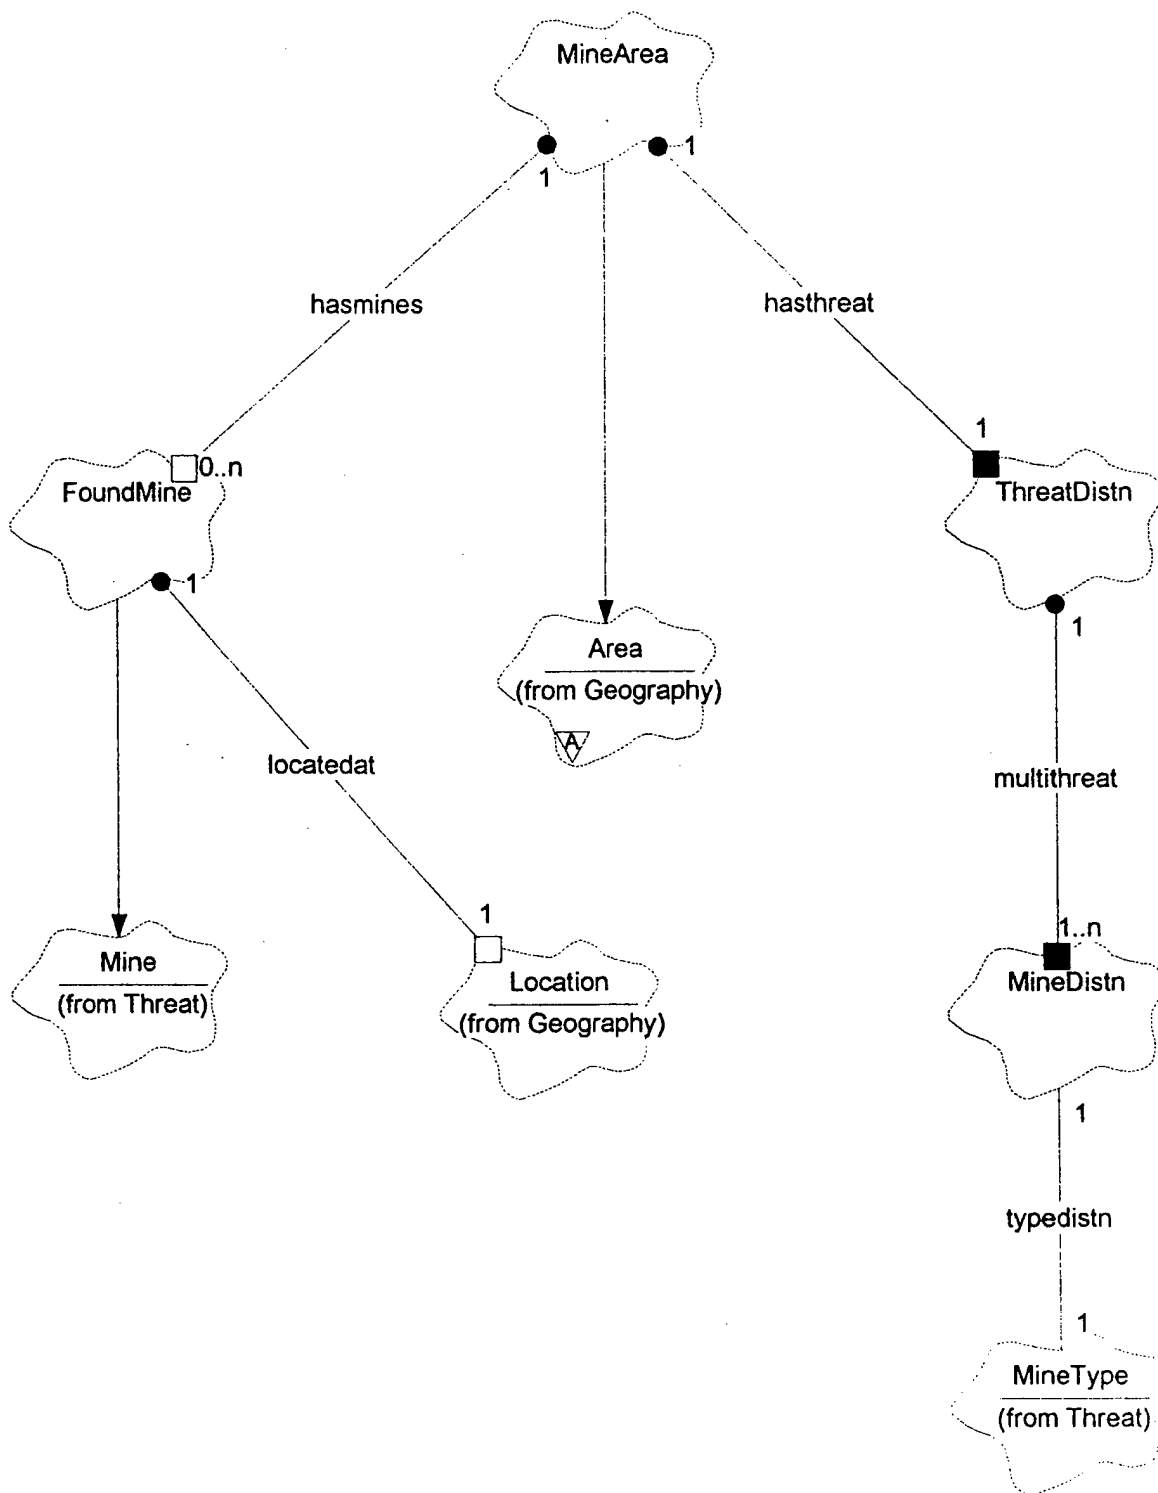 MineArea
1
1
hasmines
hasthreat
1
0..n
FoundMine
ThreatDistn
1
1
Area
(from Geography)
A
locatedat
multithreat
1
1..n
Mine
(from Threat)
Location
(from Geography)
MineDistn
1
typedistn
1
MineType
(from Threat)